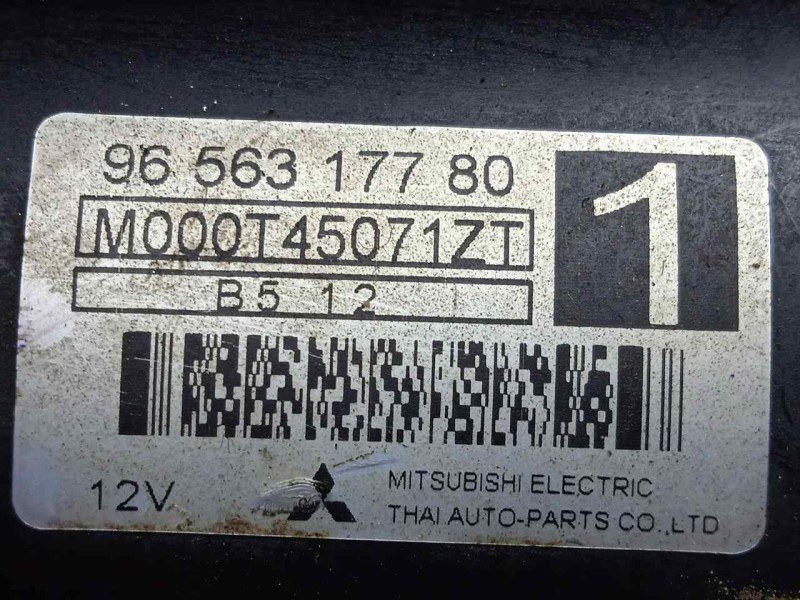 96 563 177 80
1
M000T45071ZT
B5 12
12V
MITSUBISHI ELECTRIC
THAI AUTO-PARTS CO.,LTD